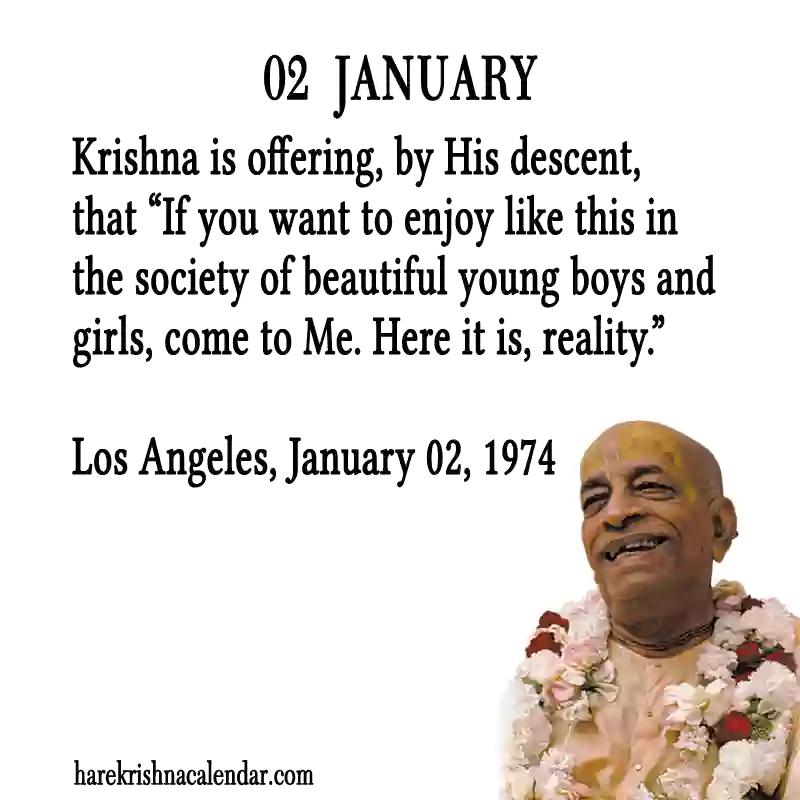 02 JANUARY
Krishna is offering, by His descent,
that “If you want to enjoy like this in
the society of beautiful young boys and
girls, come to Me. Here it is, reality.”
Los Angeles, January 02, 1974
harekrishnacalendar.com